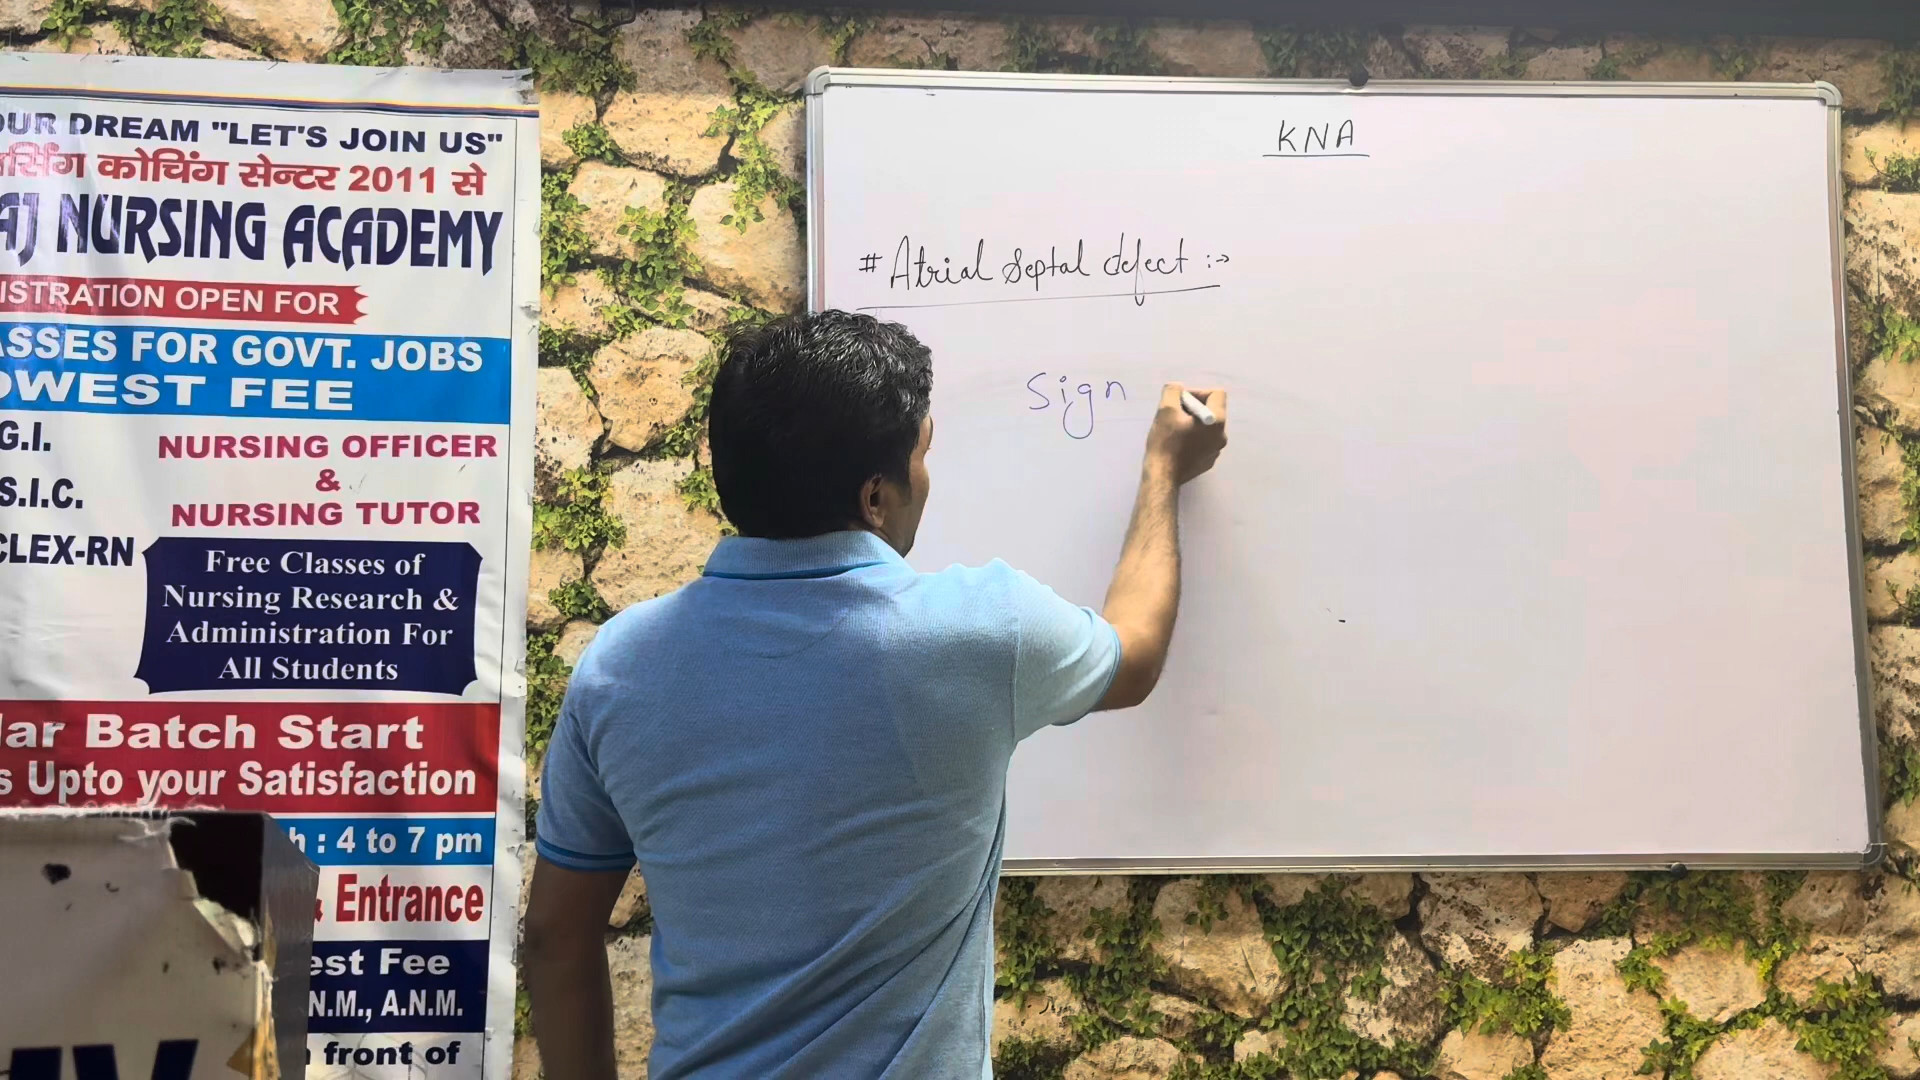 OUR DREAM "LET'S JOIN US"
कोचिंग सेन्टर 2011 से
AJ NURSING ACADEMY
ISTRATION OPEN FOR
ASSES FOR GOVT. JOBS
OWEST FEE
G.I.
NURSING OFFICER
&
S.I.C.
NURSING TUTOR
CLEX-RN
Free Classes of
Nursing Research &
Administration For
All Students
lar Batch Start
s Upto your Satisfaction
h : 4 to 7 pm
& Entrance
est Fee
N.M., A.N.M.
front of
KNA
# Atrial Septal defect :->
Sign